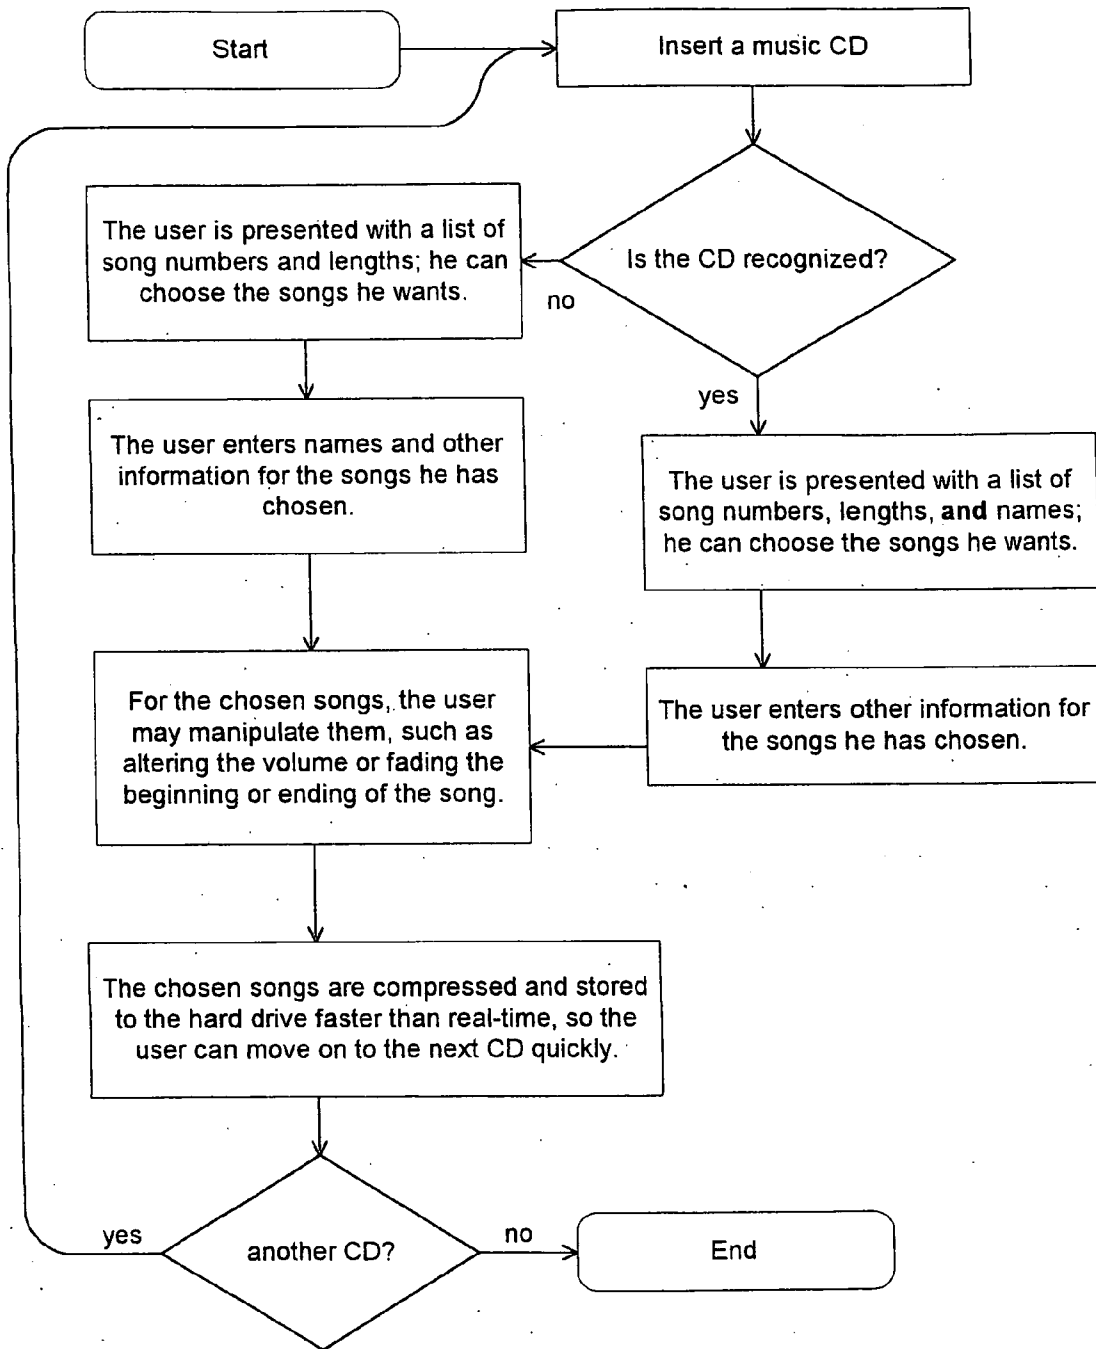 Start
Insert a music CD
Is the CD recognized?
no
yes
The user is presented with a list of
song numbers and lengths; he can
choose the songs he wants.
The user enters names and other
information for the songs he has
chosen.
The user is presented with a list of
song numbers, lengths, and names;
he can choose the songs he wants.
The user enters other information for
the songs he has chosen.
For the chosen songs, the user
may manipulate them, such as
altering the volume or fading the
beginning or ending of the song.
The chosen songs are compressed and stored
to the hard drive faster than real-time, so the
user can move on to the next CD quickly.
another CD?
yes
no
End